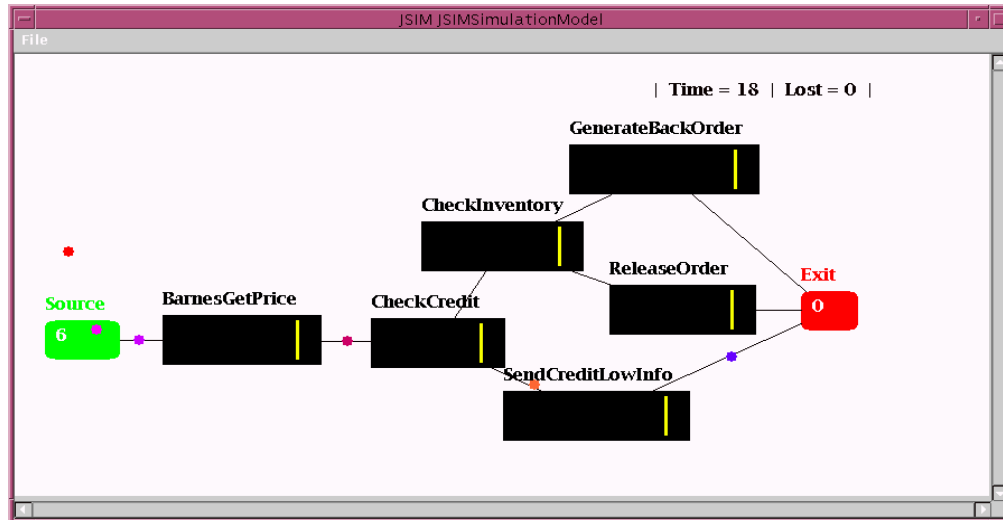 JSIM JSIMSimulationModel
File
| Time = 18 | Lost = 0 |
GenerateBackOrder
CheckInventory
ReleaseOrder
Exit
0
Source
6
BarnesGetPrice
CheckCredit
SendCreditLowInfo